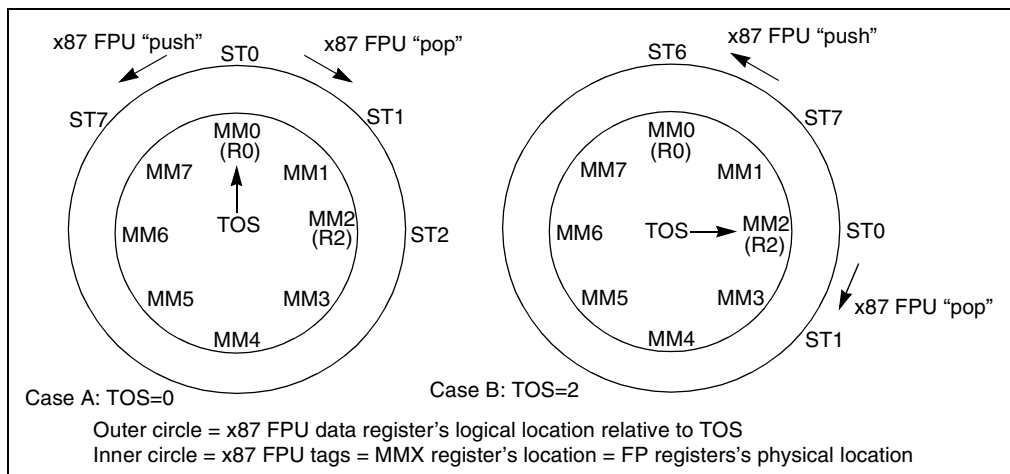 x87 FPU “push”
x87 FPU “pop”
ST0
ST7
ST1
MM0
(R0)
MM7
MM1
TOS
MM6
MM2
(R2)
ST2
MM5
MM3
MM4
Case A: TOS=0
x87 FPU “push”
ST6
ST7
MM0
(R0)
MM7
MM1
MM6
TOS
MM2
(R2)
ST0
MM5
MM3
x87 FPU “pop”
MM4
ST1
Case B: TOS=2
Outer circle = x87 FPU data register’s logical location relative to TOS
Inner circle = x87 FPU tags = MMX register’s location = FP registers’s physical location